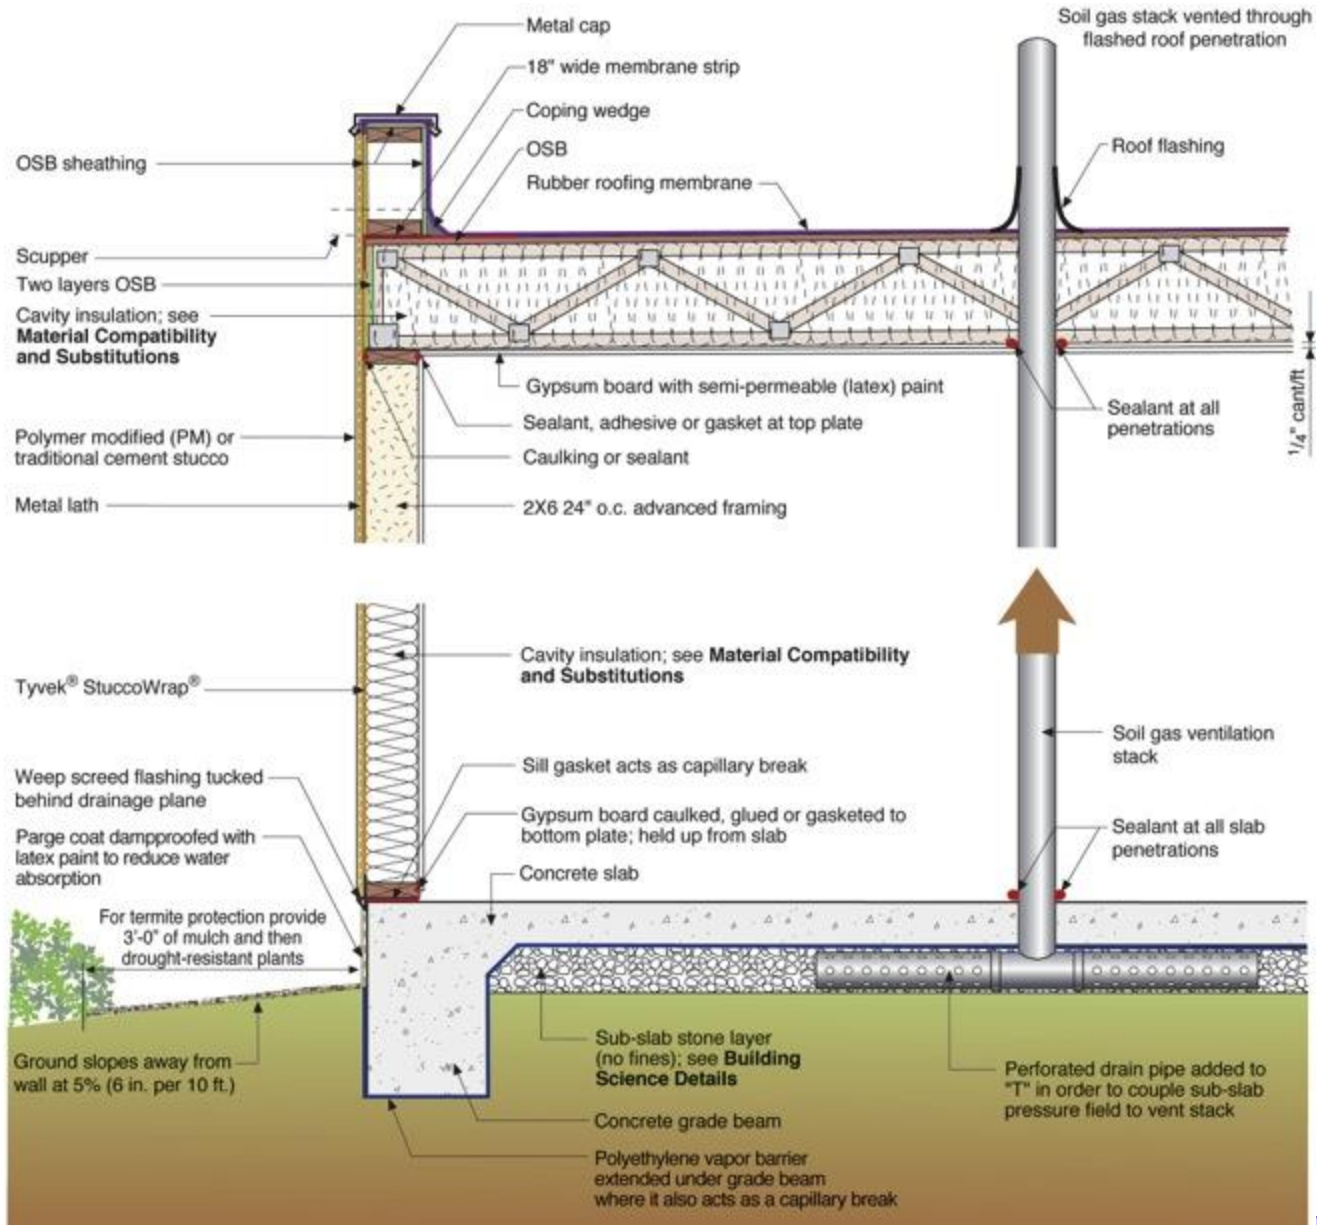 Metal cap
18" wide membrane strip
Coping wedge
OSB
Rubber roofing membrane
Soil gas stack vented through
flashed roof penetration
Roof flashing
OSB sheathing
Scupper
Two layers OSB
Cavity insulation; see
Material Compatibility
and Substitutions
Polymer modified (PM) or
traditional cement stucco
Metal lath
Gypsum board with semi-permeable (latex) paint
Sealant, adhesive or gasket at top plate
Caulking or sealant
2X6 24" o.c. advanced framing
Sealant at all
penetrations
1/4" cant/ft
Tyvek® StuccoWrap®
Weep screed flashing tucked
behind drainage plane
Parge coat dampproofed with
latex paint to reduce water
absorption
For termite protection provide
3'-0" of mulch and then
drought-resistant plants
Ground slopes away from
wall at 5% (6 in. per 10 ft.)
Cavity insulation; see Material Compatibility
and Substitutions
Sill gasket acts as capillary break
Gypsum board caulked, glued or gasketed to
bottom plate; held up from slab
Concrete slab
Soil gas ventilation
stack
Sealant at all slab
penetrations
Sub-slab stone layer
(no fines); see Building
Science Details
Concrete grade beam
Polyethylene vapor barrier
extended under grade beam
where it also acts as a capillary break
Perforated drain pipe added to
"T" in order to couple sub-slab
pressure field to vent stack